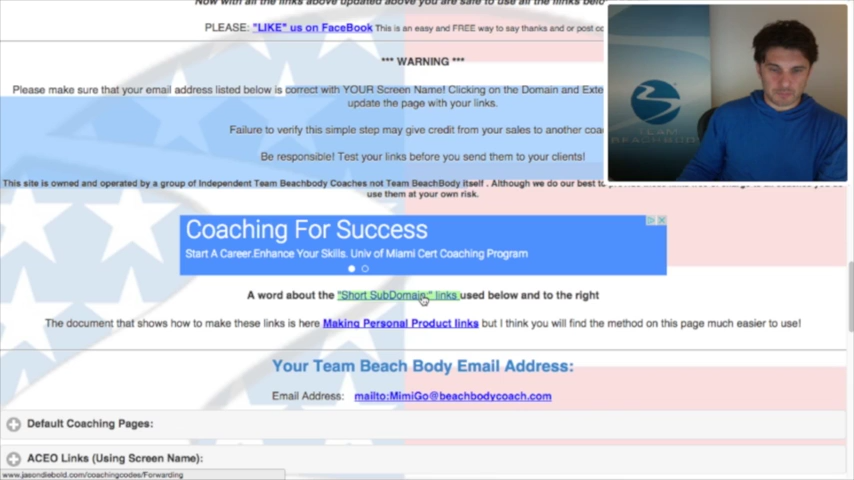 Now with all the links above updated above you are safe to use all the links belo
PLEASE: "LIKE" us on FaceBook This is an easy and FREE way to say thanks and or post co
*** WARNING ***
Please make sure that your email address listed below is correct with YOUR Screen Name! Clicking on the Domain and Exte
update the page with your links.
Failure to verify this simple step may give credit from your sales to another coa
Be responsible! Test your links before you send them to your clients!
This site is owned and operated by a group of Independent Team Beachbody Coaches not Team BeachBody itself . Although we do our best to
use them at your own risk.
TEAM
BEACHBODY
Coaching For Success
Start A Career.Enhance Your Skills. Univ of Miami Cert Coaching Program
A word about the "Short SubDomain" links used below and to the right
The document that shows how to make these links is here Making Personal Product links but I think you will find the method on this page much easier to use!
Your Team Beach Body Email Address:
Email Address: mailto:MimiGo@beachbodycoach.com
Default Coaching Pages:
ACEO Links (Using Screen Name):
www.jasondiebold.com/coachingcodes/Forwarding